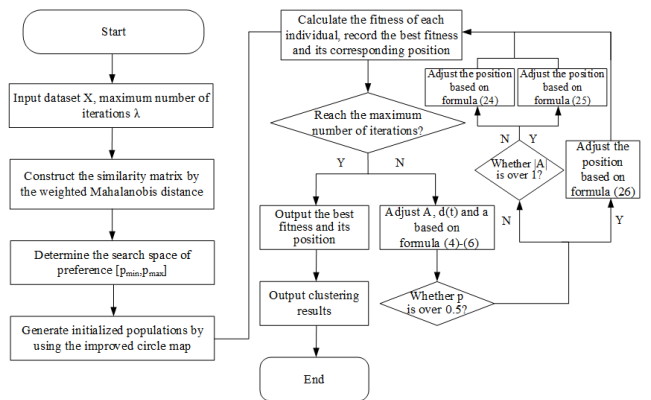 Start
Input dataset X, maximum number of
iterations λ
Construct the similarity matrix by
the weighted Mahalanobis distance
Determine the search space of
preference [pmin,pmax]
Generate initialized populations by
using the improved circle map
Calculate the fitness of each
individual, record the best fitness
and its corresponding position
Reach the maximum
number of iterations?
Y
N
Output the best
fitness and its
position
Output clustering
results
End
Adjust A, d(t) and a
based on
formula (4)-(6)
Whether p
is over 0.5?
N
Y
Whether |A|
is over 1?
N
Y
Adjust the position
based on
formula (24)
Adjust the position
based on
formula (25)
Adjust the
position
based on
formula (26)